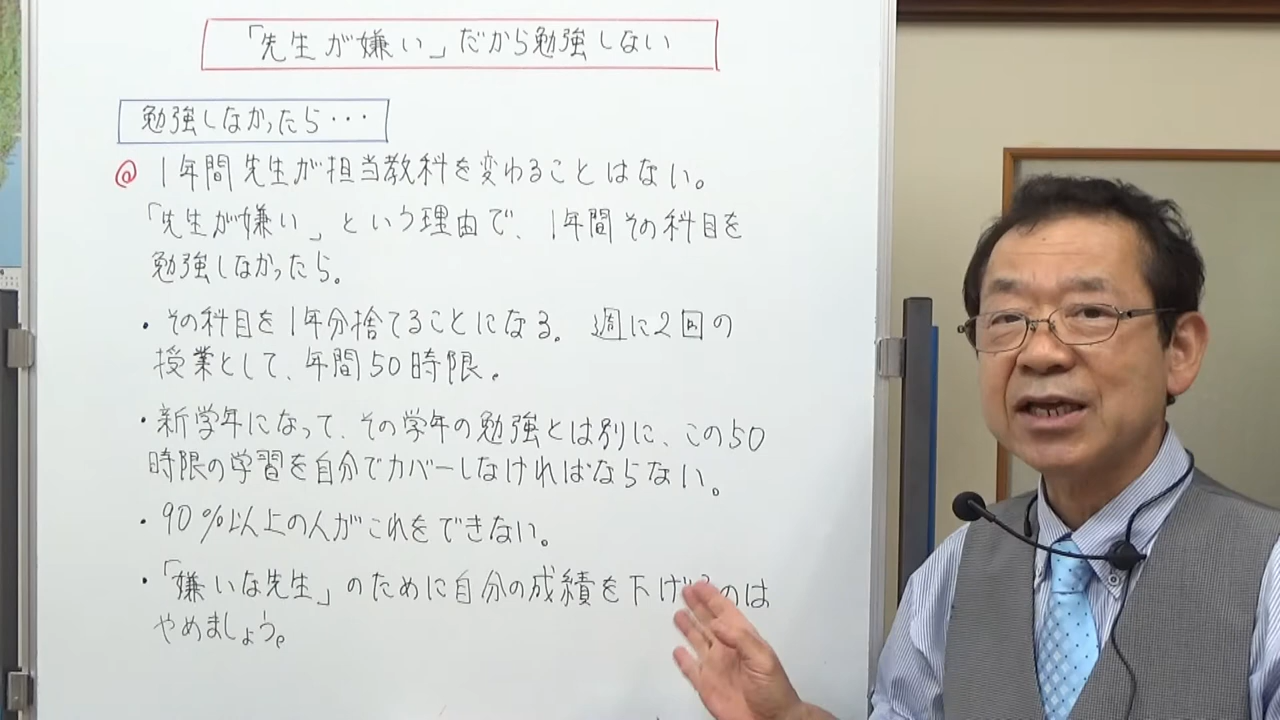 「先生が嫌い」だから勉強しない
勉強しなかったら・・・
@ 1年間先生が担当教科を変わることはない。
「先生が嫌い」という理由で、1年間その科目を
勉強しなかったら。
・その科目を1年分捨てることになる。週に2回の
授業として、年間50時限。
・新学年になって、その学年の勉強とは別に、この50
時限の学習を自分でカバーしなければならない。
・90%以上の人がこれをできない。
・「嫌いな先生」のために自分の成績を下げるのは
やめましょう。